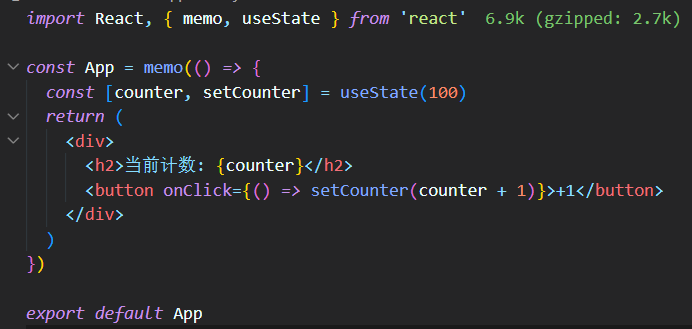 import React, { memo, useState } from 'react' 6.9k (gzipped: 2.7k)
const App = memo(() => {
const [counter, setCounter] = useState(100)
return (
<div>
<h2>当前计数: {counter}</h2>
<button onClick={() => setCounter(counter + 1)}>+1</button>
</div>
)
})
export default App